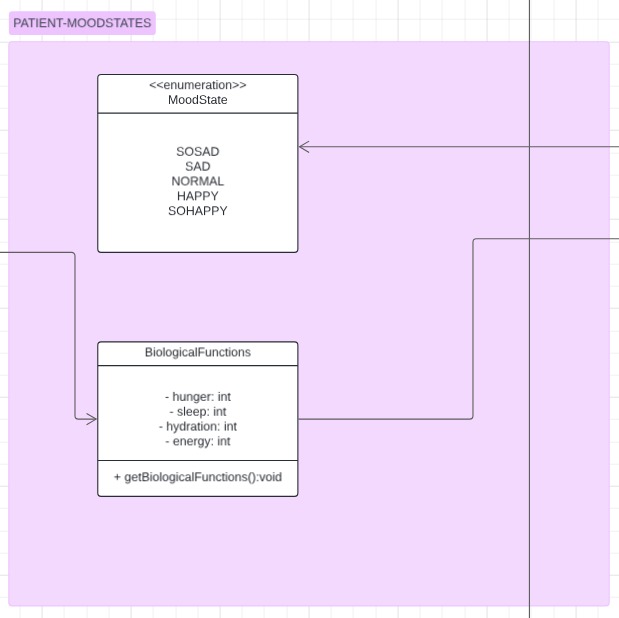 PATIENT-MOODSTATES
<<enumeration>>
MoodState
SOSAD
SAD
NORMAL
HAPPY
SOHAPPY
BiologicalFunctions
- hunger: int
- sleep: int
- hydration: int
- energy: int
+ getBiologicalFunctions():void